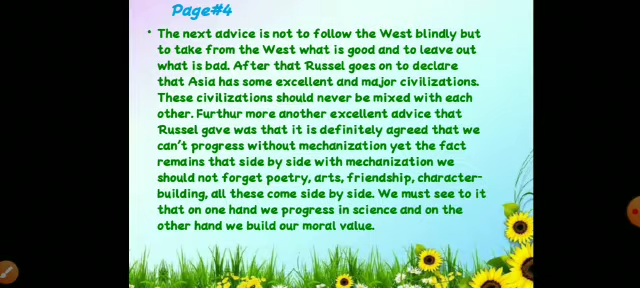 Page#4
• The next advice is not to follow the West blindly but
to take from the West what is good and to leave out
what is bad. After that Russel goes on to declare
that Asia has some excellent and major civilizations.
These civilizations should never be mixed with each
other. Furthur more another excellent advice that
Russel gave was that it is definitely agreed that we
can't progress without mechanization yet the fact
remains that side by side with mechanization we
should not forget poetry, arts, friendship, character-
building, all these come side by side. We must see to it
that on one hand we progress in science and on the
other hand we build our moral value.